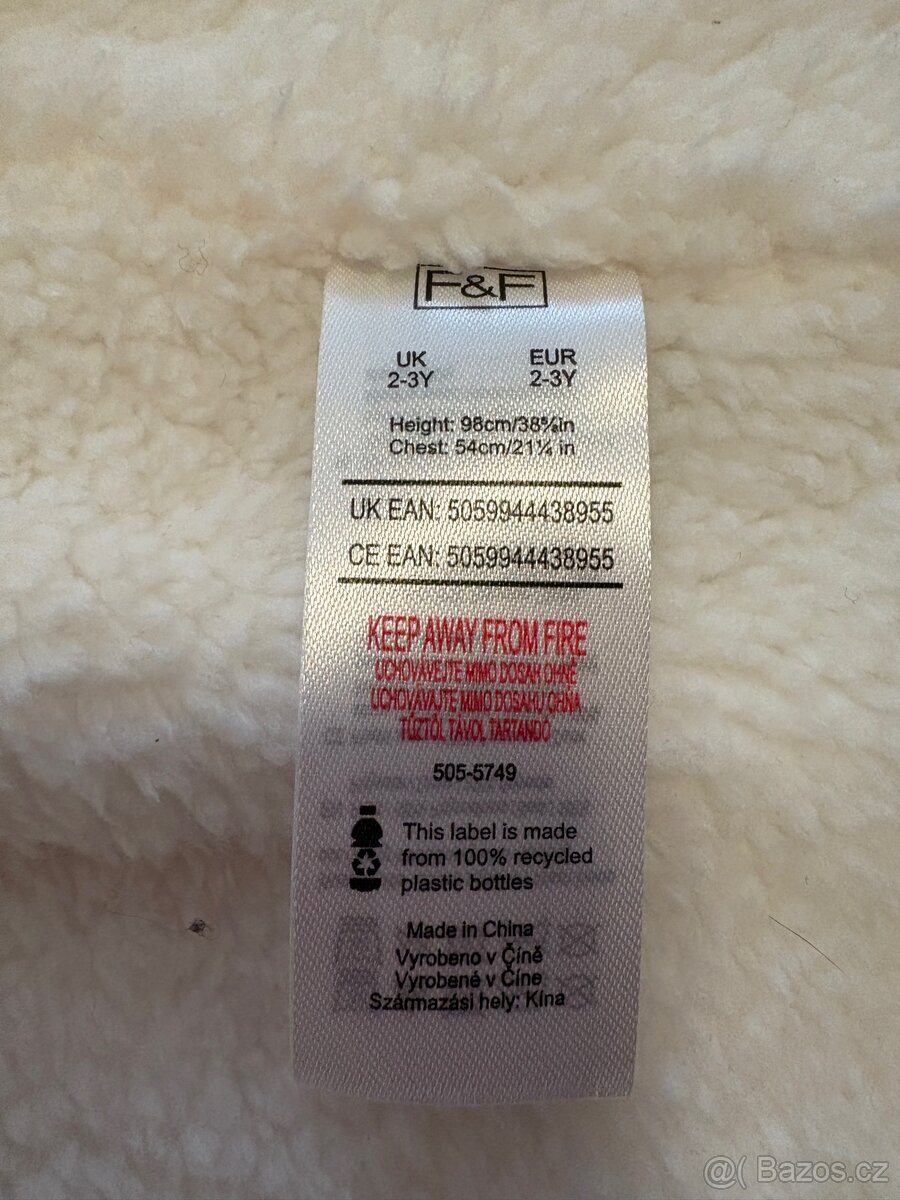 F&F
UK EUR
2-3Y 2-3Y
Height: 98cm/38⅝in
Chest: 54cm/21¼ in
UK EAN: 5059944438955
CE EAN: 5059944438955
KEEP AWAY FROM FIRE
UCHOVÁVEJTE MIMO DOSAH OHNĚ
UCHOVÁVAJTE MIMO DOSAHU OHŇA
TŰZTŐL TÁVOL TARTANDÓ
505-5749
This label is made
from 100% recycled
plastic bottles
Made in China
Vyrobeno v Číně
Vyrobené v Číne
Származási hely: Kína
@( Bazos.cz